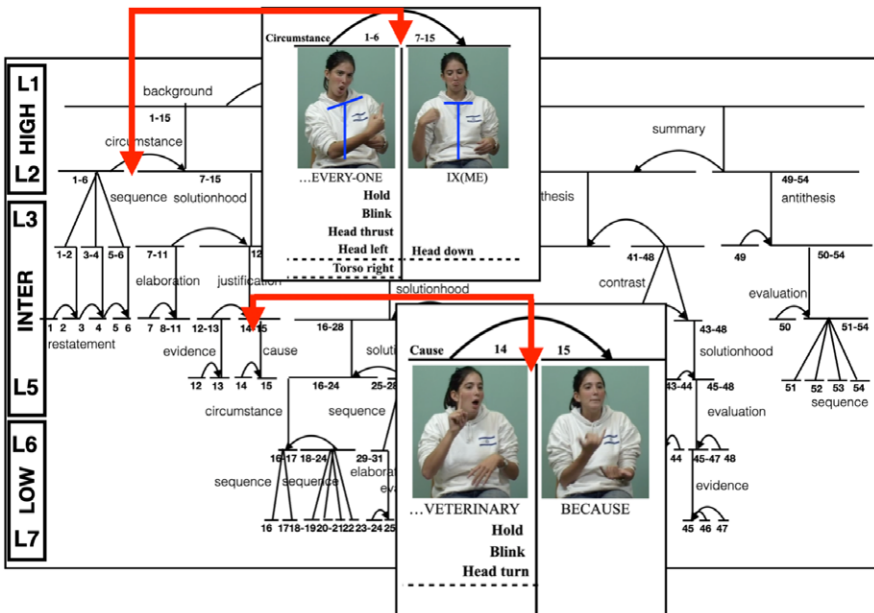 Circumstance 1-6 7-15
L1
background
HIGH
1-15
circumstance
summary
L2
1-6
7-15
…EVERY-ONE IX(ME)
49-54
sequence solutionhood
thesis
antithesis
Hold
Blink
L3
Head thrust
Head left Head down
1-2 3-4 5-6 7-11 12
41-48 49 50-54
Torso right
elaboration justification
contrast
solutionhood
INTER
evaluation
1 2 3 4 5 6 7 8-11 12-13 14-15 16-28
43-48
50 51-54
restatement
evidence cause solu
Cause 14 15
solutionhood
L5
12 13 14 15 16-24 25-28
43-44 45-48
51 52 53 54
circumstance sequence
evaluation
sequence
L6
16-17 18-24 29-31
44 45-47 48
LOW
sequence sequence elabora
evidence
…VETERINARY BECAUSE
L7
16 17 18-19 20-21 22 23-24 25
45 46 47
Hold
Blink
Head turn